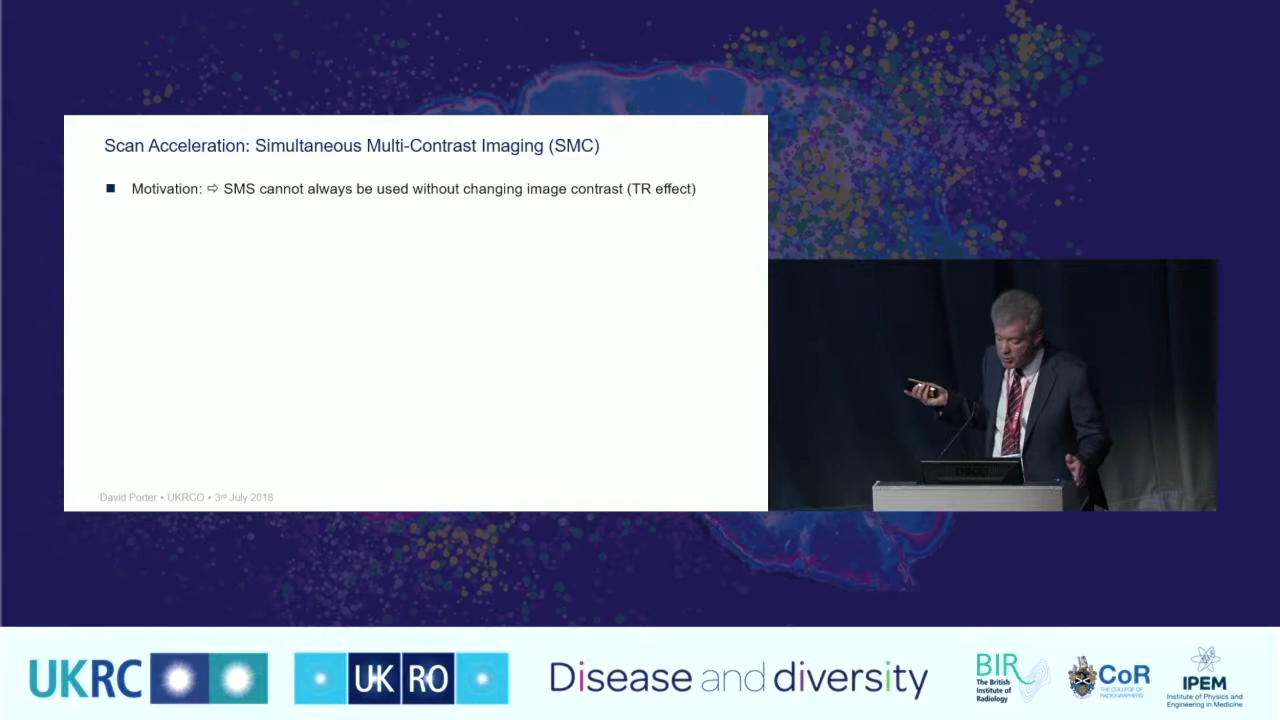 Scan Acceleration: Simultaneous Multi-Contrast Imaging (SMC)
■ Motivation: ⇨ SMS cannot always be used without changing image contrast (TR effect)
David Porter • UKRCO • 3rd July 2018
UKRC
UK RO
Disease and diversity
BIR
The British
Institute of
Radiology
CoR
THE COLLEGE OF
RADIOGRAPHERS
IPEM
Institute of Physics and
Engineering in Medicine